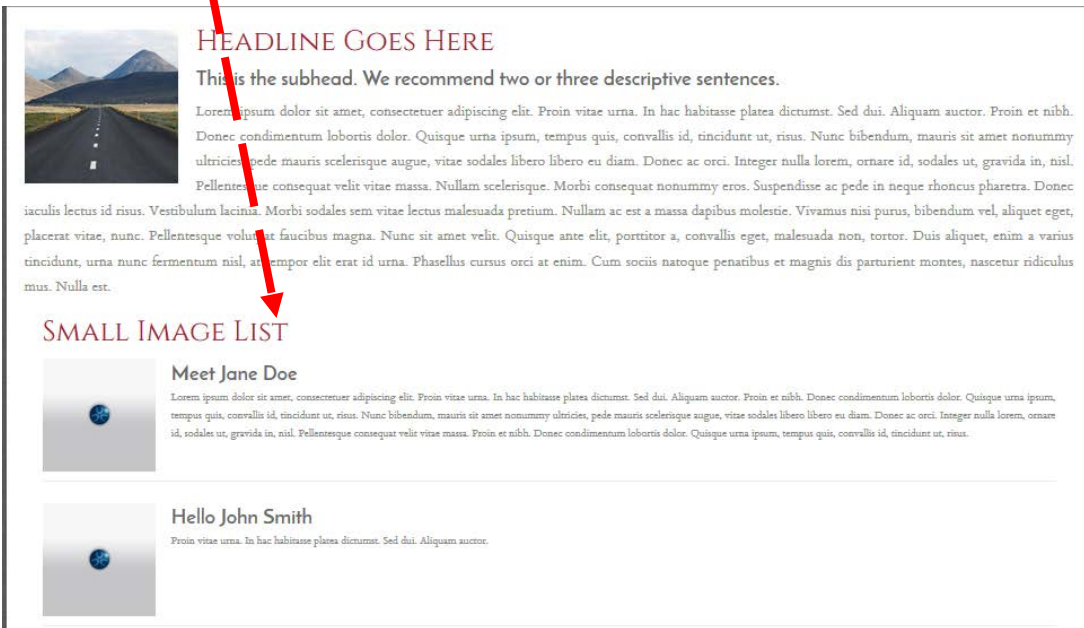 Headline Goes Here
This is the subhead. We recommend two or three descriptive sentences.
Lorem ipsum dolor sit amet, consectetuer adipiscing elit. Proin vitae urna. In hac habitasse platea dictumst. Sed dui. Aliquam auctor. Proin et nibh.
Donec condimentum lobortis dolor. Quisque urna ipsum, tempus quis, convallis id, tincidunt ut, risus. Nunc bibendum, mauris sit amet nonummy
ultricies, pede mauris scelerisque augue, vitae sodales libero libero eu diam. Donec ac orci. Integer nulla lorem, ornare id, sodales ut, gravida in, nisl.
Pellentesque consequat velit vitae massa. Nullam scelerisque. Morbi consequat nonummy eros. Suspendisse ac pede in neque rhoncus pharetra. Donec
iaculis lectus id risus. Vestibulum lacinia. Morbi sodales sem vitae lectus malesuada pretium. Nullam ac est a massa dapibus molestie. Vivamus nisi purus, bibendum vel, aliquet eget,
placerat vitae, nunc. Pellentesque volutpat faucibus magna. Nunc sit amet velit. Quisque ante elit, porttitor a, convallis eget, malesuada non, tortor. Duis aliquet, enim a varius
tincidunt, urna nunc fermentum nisl, at tempor elit erat id urna. Phasellus cursus orci at enim. Cum sociis natoque penatibus et magnis dis parturient montes, nascetur ridiculus
mus. Nulla est.
Small Image List
Meet Jane Doe
Lorem ipsum dolor sit amet, consectetuer adipiscing elit. Proin vitae urna. In hac habitasse platea dictumst. Sed dui. Aliquam auctor. Proin et nibh. Donec condimentum lobortis dolor. Quisque urna ipsum,
tempus quis, convallis id, tincidunt ut, risus. Nunc bibendum, mauris sit amet nonummy ultricies, pede mauris scelerisque augue, vitae sodales libero libero eu diam. Donec ac orci. Integer nulla lorem, ornare
id, sodales ut, gravida in, nisl. Pellentesque consequat velit vitae massa. Proin et nibh. Donec condimentum lobortis dolor. Quisque urna ipsum, tempus quis, convallis id, tincidunt ut, risus.
Hello John Smith
Proin vitae urna. In hac habitasse platea dictumst. Sed dui. Aliquam auctor.